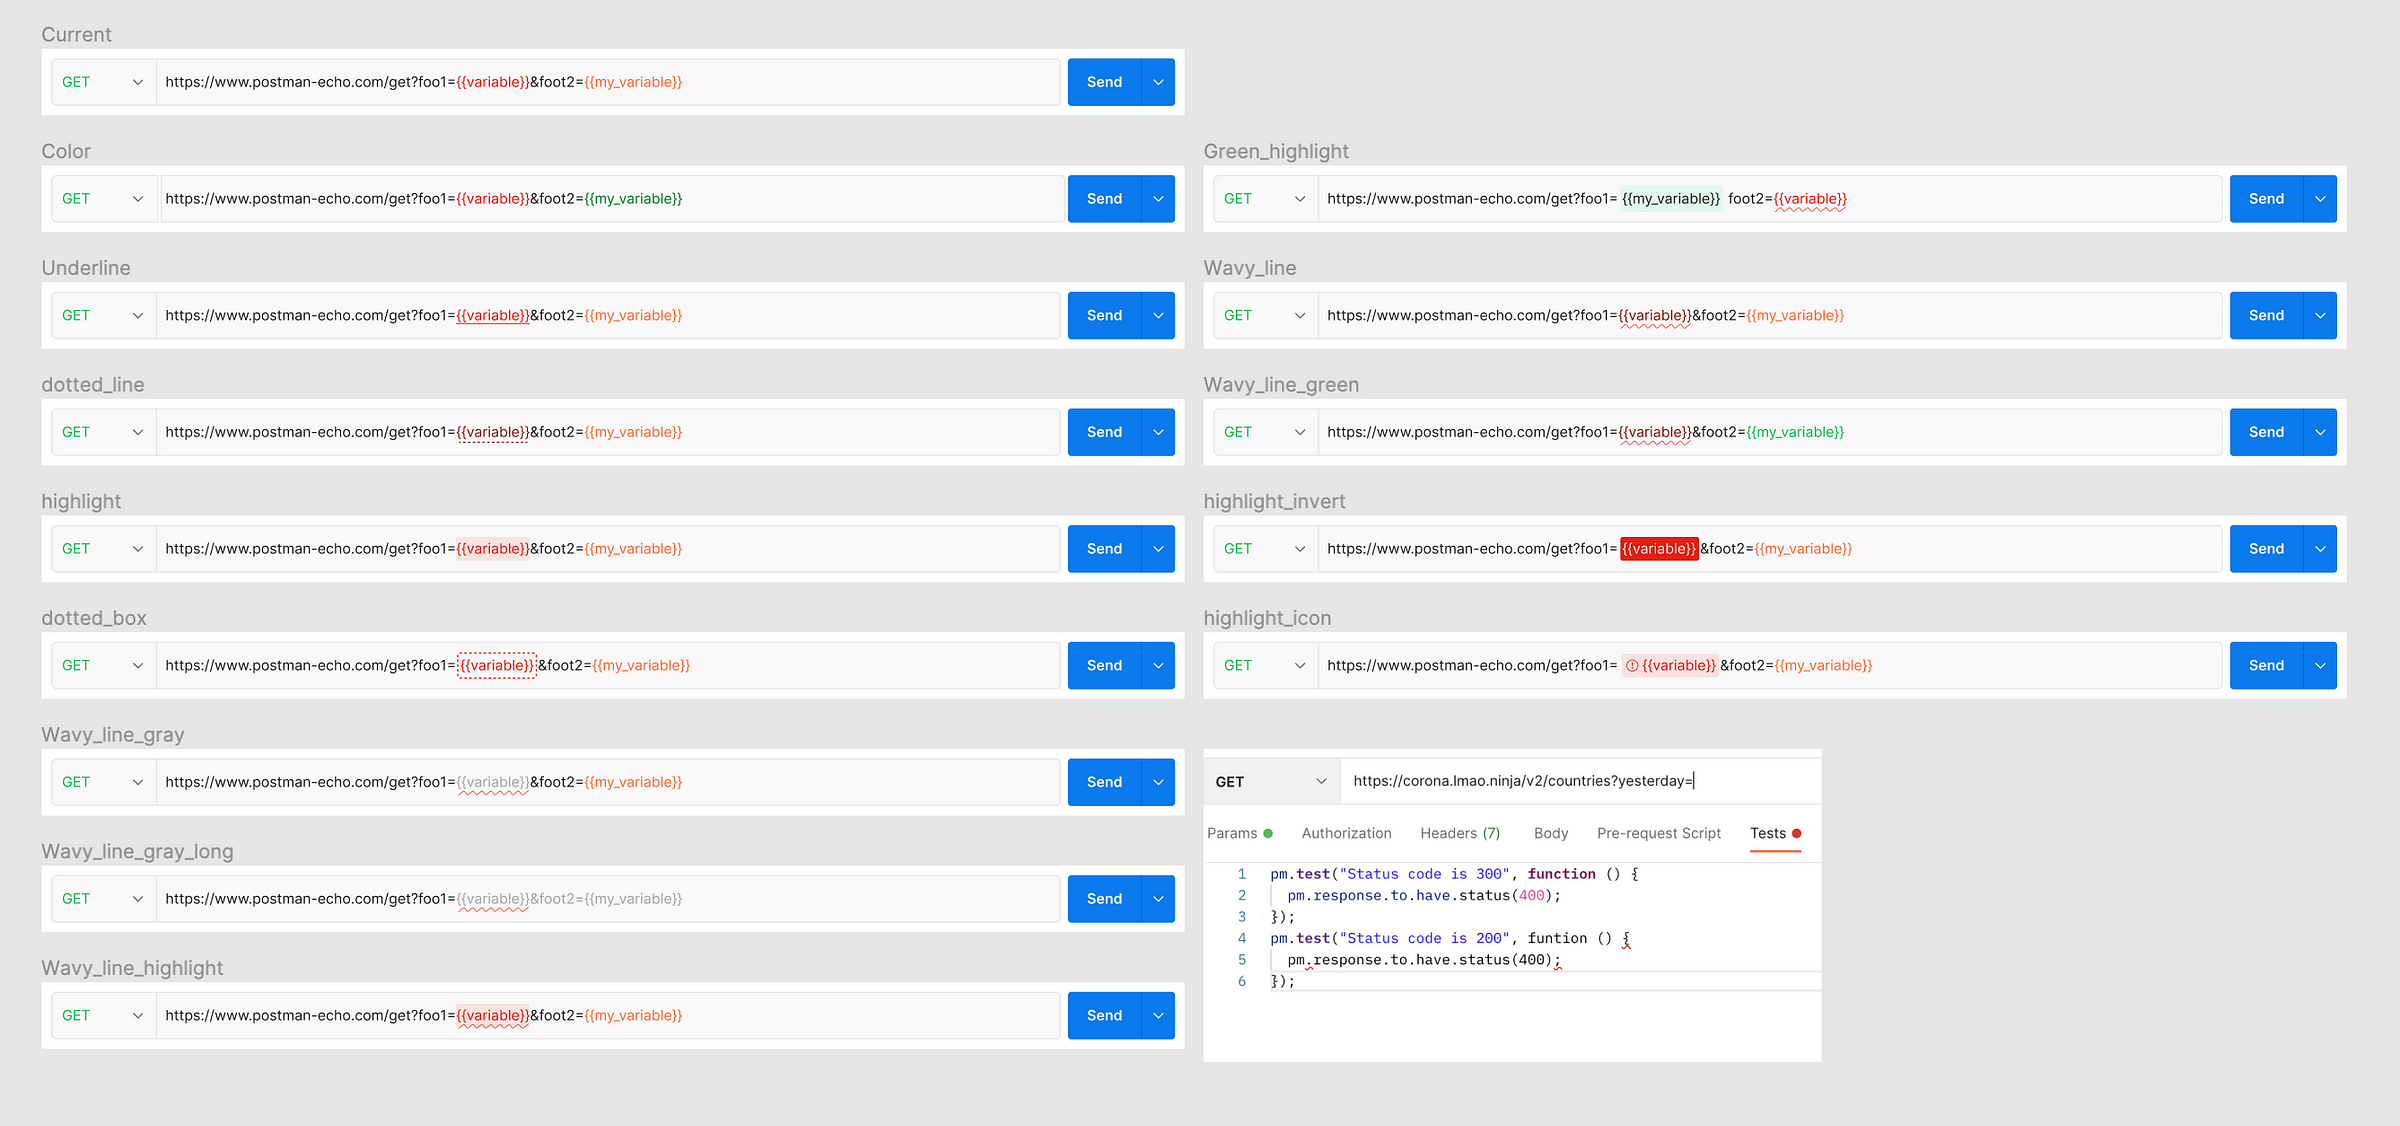 Current
GET https://www.postman-echo.com/get?foo1={{variable}}&foot2={{my_variable}} Send
Color
GET https://www.postman-echo.com/get?foo1={{variable}}&foot2={{my_variable}} Send
Green_highlight
GET https://www.postman-echo.com/get?foo1= {{my_variable}} foot2={{variable}} Send
Underline
GET https://www.postman-echo.com/get?foo1={{variable}}&foot2={{my_variable}} Send
Wavy_line
GET https://www.postman-echo.com/get?foo1={{variable}}&foot2={{my_variable}} Send
dotted_line
GET https://www.postman-echo.com/get?foo1={{variable}}&foot2={{my_variable}} Send
Wavy_line_green
GET https://www.postman-echo.com/get?foo1={{variable}}&foot2={{my_variable}} Send
highlight
GET https://www.postman-echo.com/get?foo1={{variable}}&foot2={{my_variable}} Send
highlight_invert
GET https://www.postman-echo.com/get?foo1= {{variable}} &foot2={{my_variable}} Send
dotted_box
GET https://www.postman-echo.com/get?foo1={{variable}}&foot2={{my_variable}} Send
highlight_icon
GET https://www.postman-echo.com/get?foo1= {{variable}} &foot2={{my_variable}} Send
Wavy_line_gray
GET https://www.postman-echo.com/get?foo1={{variable}}&foot2={{my_variable}} Send
Wavy_line_gray_long
GET https://www.postman-echo.com/get?foo1={{variable}}&foot2={{my_variable}} Send
Wavy_line_highlight
GET https://www.postman-echo.com/get?foo1={{variable}}&foot2={{my_variable}} Send
GET https://corona.lmao.ninja/v2/countries?yesterday=
Params Authorization Headers (7) Body Pre-request Script Tests
1 pm.test("Status code is 300", function () {
2 pm.response.to.have.status(400);
3 });
4 pm.test("Status code is 200", funtion () {
5 pm.response.to.have.status(400);
6 });